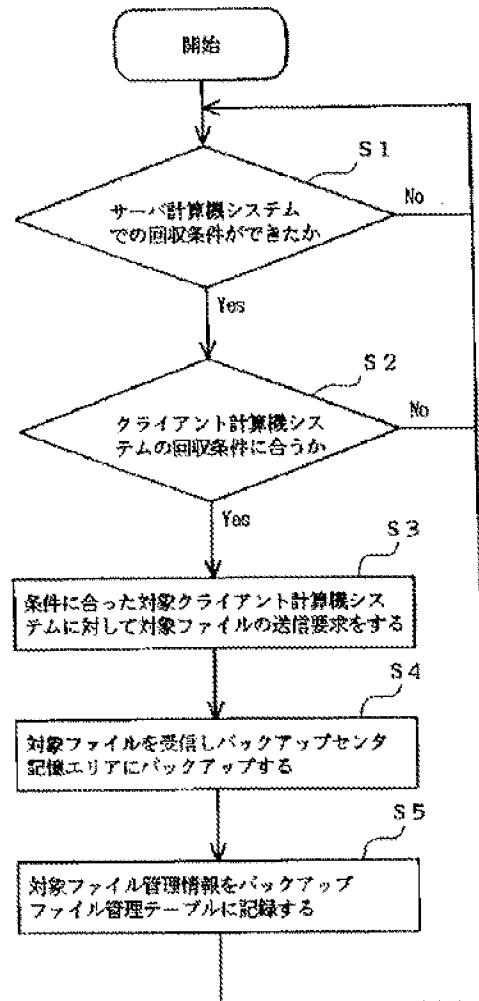 開始
S1
サーバ計算機システム
での回収条件ができたか
No
Yes
S2
クライアント計算機シス
テムの回収条件に合うか
No
Yes
S3
条件に合った対象クライアント計算機シス
テムに対して対象ファイルの送信要求をする
S4
対象ファイルを受信しバックアップセンタ
記憶エリアにバックアップする
S5
対象ファイル管理情報をバックアップ
ファイル管理テーブルに記録する